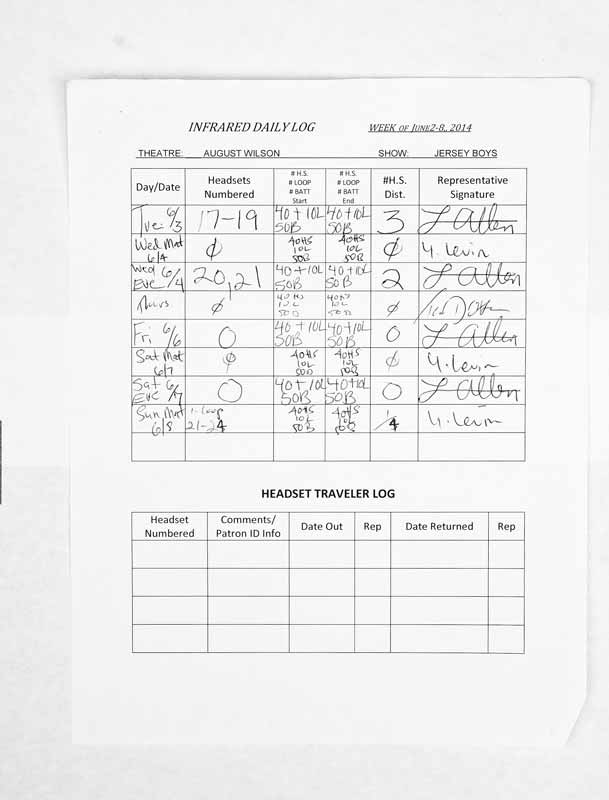 INFRARED DAILY LOG WEEK OF JUNE2-8, 2014
THEATRE: AUGUST WILSON SHOW: JERSEY BOYS
Day/Date Headsets Numbered # H.S. # LOOP # BATT Start # H.S. # LOOP # BATT End #H.S. Dist. Representative Signature
Tue 6/3 17-19 40+10L 50B 40+10L 50B 3 L Allen
Wed Mat 6/4 ϕ 40HS 10L 50B 40HS 10L 50B ϕ Y. Levin
Wed 6/4 Eve 20,21 40+10L 50B 40+10L 50B 2 L Allen
Thurs ϕ 40HS 10L 50B 40HS 10L 50B ϕ
Fri 6/6 0 40+10L 50B 40+10L 50B 0 L Allen
Sat Mat 6/7 ϕ 40HS 10L 50B 40HS 10L 50B ϕ Y. Levin
Sat 6/7 Eve 0 40+10L 50B 40+10L 50B 0 L Allen
Sun Mat 6/8 1-Loop 21-24 40HS 10L 50B 40HS 10L 50B 1/4 Y. Levin
HEADSET TRAVELER LOG
Headset Numbered Comments/ Patron ID Info Date Out Rep Date Returned Rep